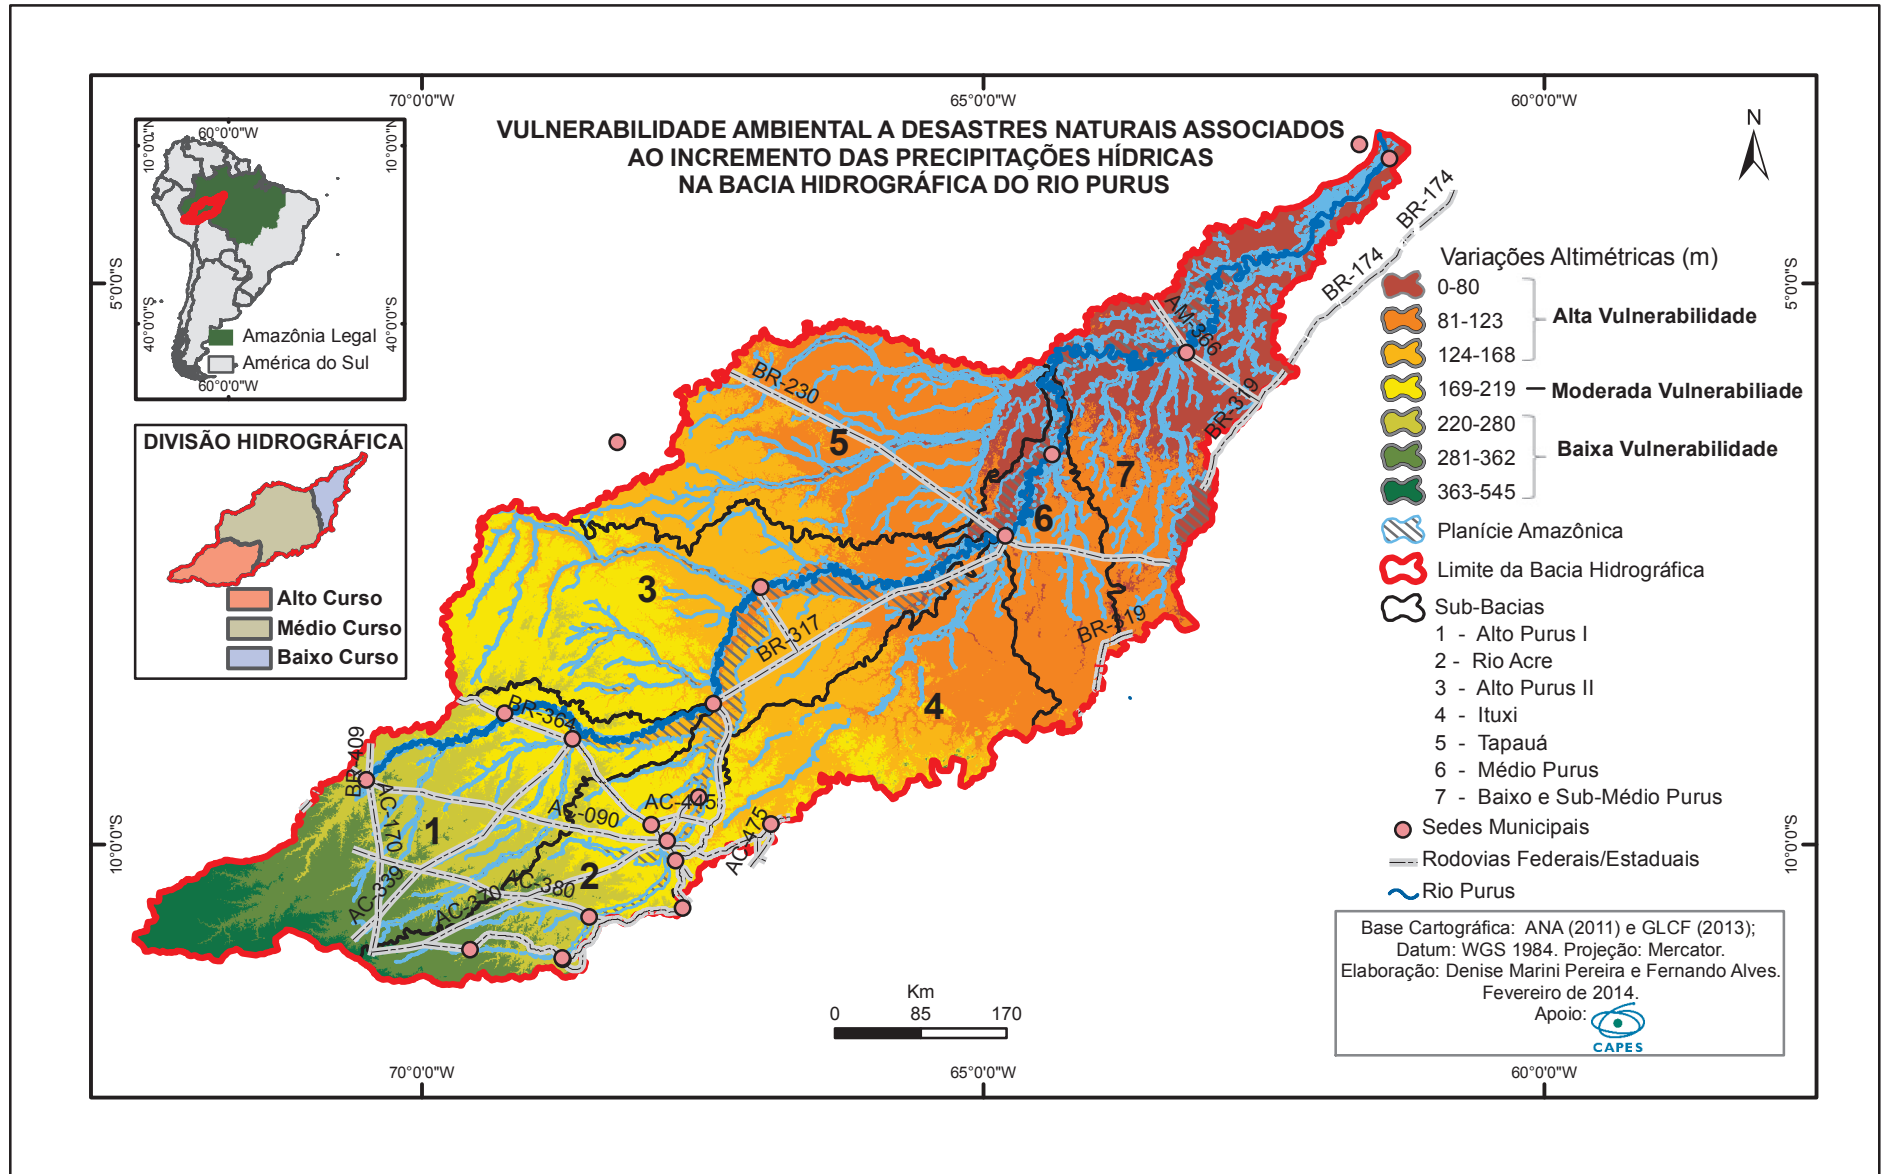 70°0'0"W
65°0'0"W
60°0'0"W
VULNERABILIDADE AMBIENTAL A DESASTRES NATURAIS ASSOCIADOS
AO INCREMENTO DAS PRECIPITAÇÕES HÍDRICAS
NA BACIA HIDROGRÁFICA DO RIO PURUS
N
60°0'0"W
10°0'0"N
10°0'0"N
40°0'0"S
40°0'0"S
Amazônia Legal
América do Sul
60°0'0"W
DIVISÃO HIDROGRÁFICA
Alto Curso
Médio Curso
Baixo Curso
5°0'0"S
5°0'0"S
10°0'0"S
10°0'0"S
BR-174
BR-174
AM-366
BR-319
BR-230
BR-317
BR-319
BR-364
BR-409
AC-170
AC-090
AC-445
AC-475
AC-339
AC-370
AC-380
5
7
6
3
4
1
2
Variações Altimétricas (m)
0-80
81-123
124-168
Alta Vulnerabilidade
169-219
Moderada Vulnerabiliade
220-280
281-362
363-545
Baixa Vulnerabilidade
Planície Amazônica
Limite da Bacia Hidrográfica
Sub-Bacias
1 - Alto Purus I
2 - Rio Acre
3 - Alto Purus II
4 - Ituxi
5 - Tapauá
6 - Médio Purus
7 - Baixo e Sub-Médio Purus
Sedes Municipais
Rodovias Federais/Estaduais
Rio Purus
Base Cartográfica: ANA (2011) e GLCF (2013);
Datum: WGS 1984. Projeção: Mercator.
Elaboração: Denise Marini Pereira e Fernando Alves.
Fevereiro de 2014.
Apoio:
CAPES
Km
0 85 170
70°0'0"W
65°0'0"W
60°0'0"W